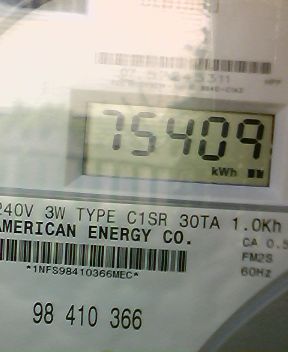 75409
kWh
240V 3W TYPE C1SR 30TA 1.0Kh
AMERICAN ENERGY CO.
CA 0.5
FM2S
*1NFS98410366MEC*
60Hz
98 410 366